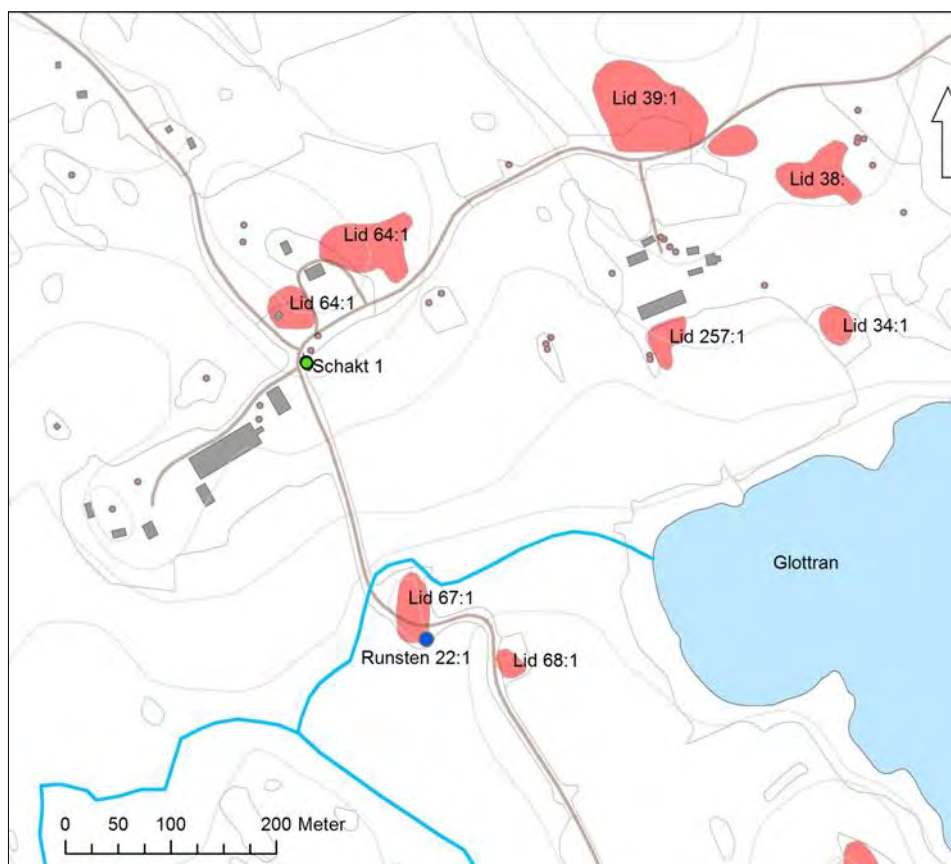 Lid 39:1
Lid 38:
Lid 64:1
Lid 64:1
Lid 257:1
Lid 34:1
Schakt 1
Glottran
Lid 67:1
Runsten 22:1
Lid 68:1
0 50 100 200 Meter